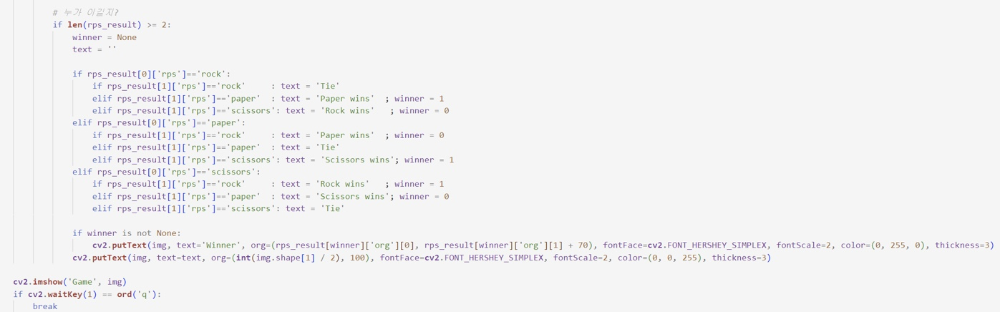 # 누가 이길지?
if len(rps_result) >= 2:
winner = None
text = ''
if rps_result[0]['rps']=='rock':
if rps_result[1]['rps']=='rock'     : text = 'Tie'
elif rps_result[1]['rps']=='paper'  : text = 'Paper wins'  ; winner = 1
elif rps_result[1]['rps']=='scissors': text = 'Rock wins'   ; winner = 0
elif rps_result[0]['rps']=='paper':
if rps_result[1]['rps']=='rock'     : text = 'Paper wins'  ; winner = 0
elif rps_result[1]['rps']=='paper'  : text = 'Tie'
elif rps_result[1]['rps']=='scissors': text = 'Scissors wins'; winner = 1
elif rps_result[0]['rps']=='scissors':
if rps_result[1]['rps']=='rock'     : text = 'Rock wins'   ; winner = 1
elif rps_result[1]['rps']=='paper'  : text = 'Scissors wins'; winner = 0
elif rps_result[1]['rps']=='scissors': text = 'Tie'
if winner is not None:
cv2.putText(img, text='Winner', org=(rps_result[winner]['org'][0], rps_result[winner]['org'][1] + 70), fontFace=cv2.FONT_HERSHEY_SIMPLEX, fontScale=2, color=(0, 255, 0), thickness=3)
cv2.putText(img, text=text, org=(int(img.shape[1] / 2), 100), fontFace=cv2.FONT_HERSHEY_SIMPLEX, fontScale=2, color=(0, 0, 255), thickness=3)
cv2.imshow('Game', img)
if cv2.waitKey(1) == ord('q'):
break